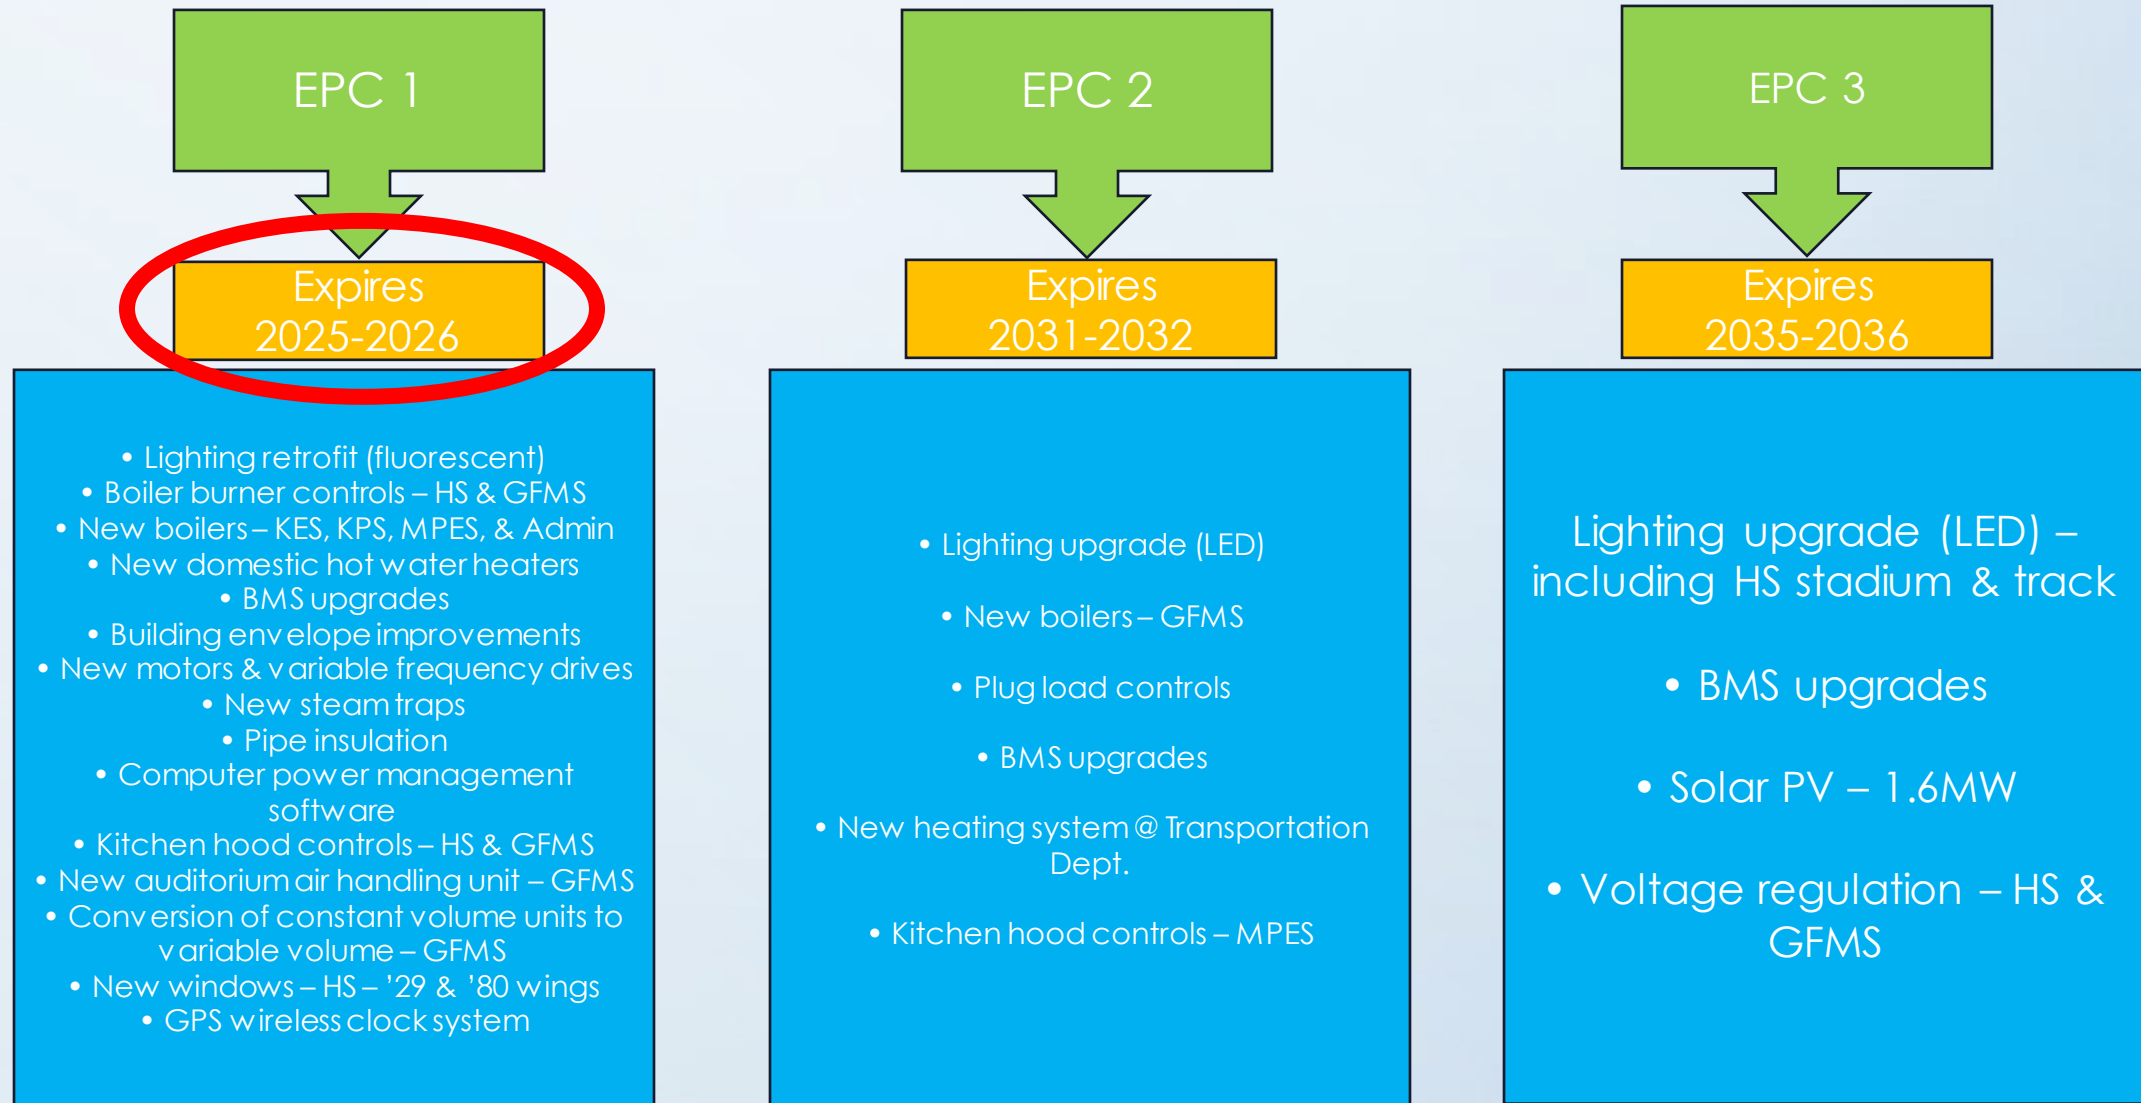 EPC 1
Expires
2025-2026
• Lighting retrofit (fluorescent)
• Boiler burner controls – HS & GFMS
• New boilers – KES, KPS, MPES, & Admin
• New domestic hot water heaters
• BMS upgrades
• Building envelope improvements
• New motors & variable frequency drives
• New steam traps
• Pipe insulation
• Computer power management
software
• Kitchen hood controls – HS & GFMS
• New auditorium air handling unit – GFMS
• Conversion of constant volume units to
variable volume – GFMS
• New windows – HS – ’29 & ’80 wings
• GPS wireless clock system
EPC 2
Expires
2031-2032
• Lighting upgrade (LED)
• New boilers – GFMS
• Plug load controls
• BMS upgrades
• New heating system @ Transportation
Dept.
• Kitchen hood controls – MPES
EPC 3
Expires
2035-2036
Lighting upgrade (LED) –
including HS stadium & track
• BMS upgrades
• Solar PV – 1.6MW
• Voltage regulation – HS &
GFMS